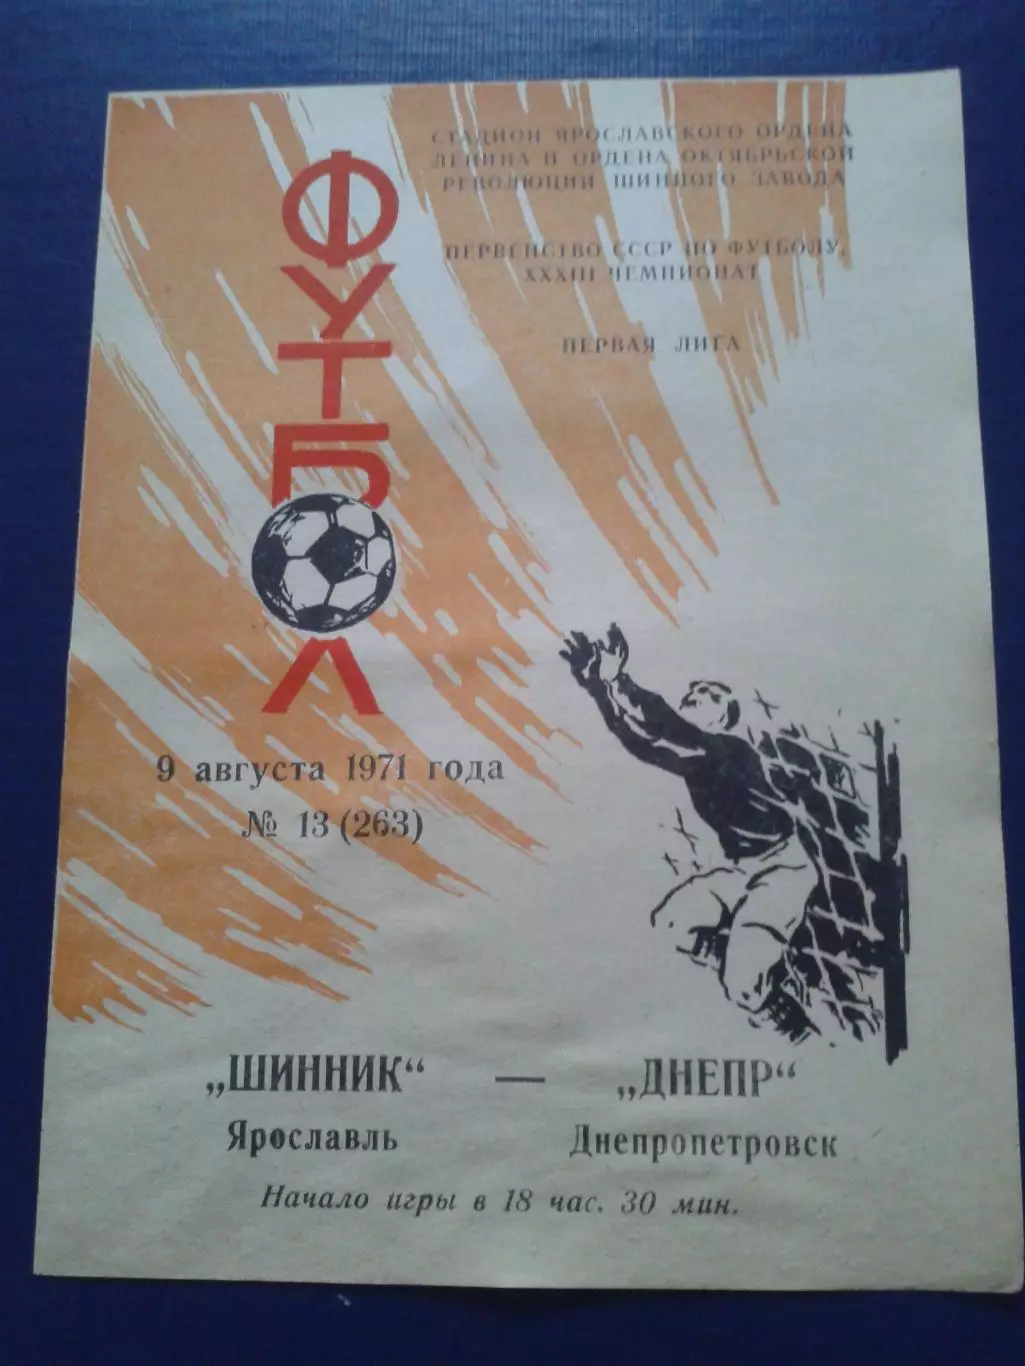 СТАДИОН ЯРОСЛАВСКОГО ОРДЕНА
ЛЕНИНА И ОРДЕНА ОКТЯБРЬСКОЙ
РЕВОЛЮЦИИ ШИННОГО ЗАВОДА
ПЕРВЕНСТВО СССР ПО ФУТБОЛУ,
XXXIII ЧЕМПИОНАТ
ПЕРВАЯ ЛИГА
ФУТБОЛ
9 августа 1971 года
№ 13 (263)
„ШИННИК“ — „ДНЕПР“
Ярославль Днепропетровск
Начало игры в 18 час. 30 мин.